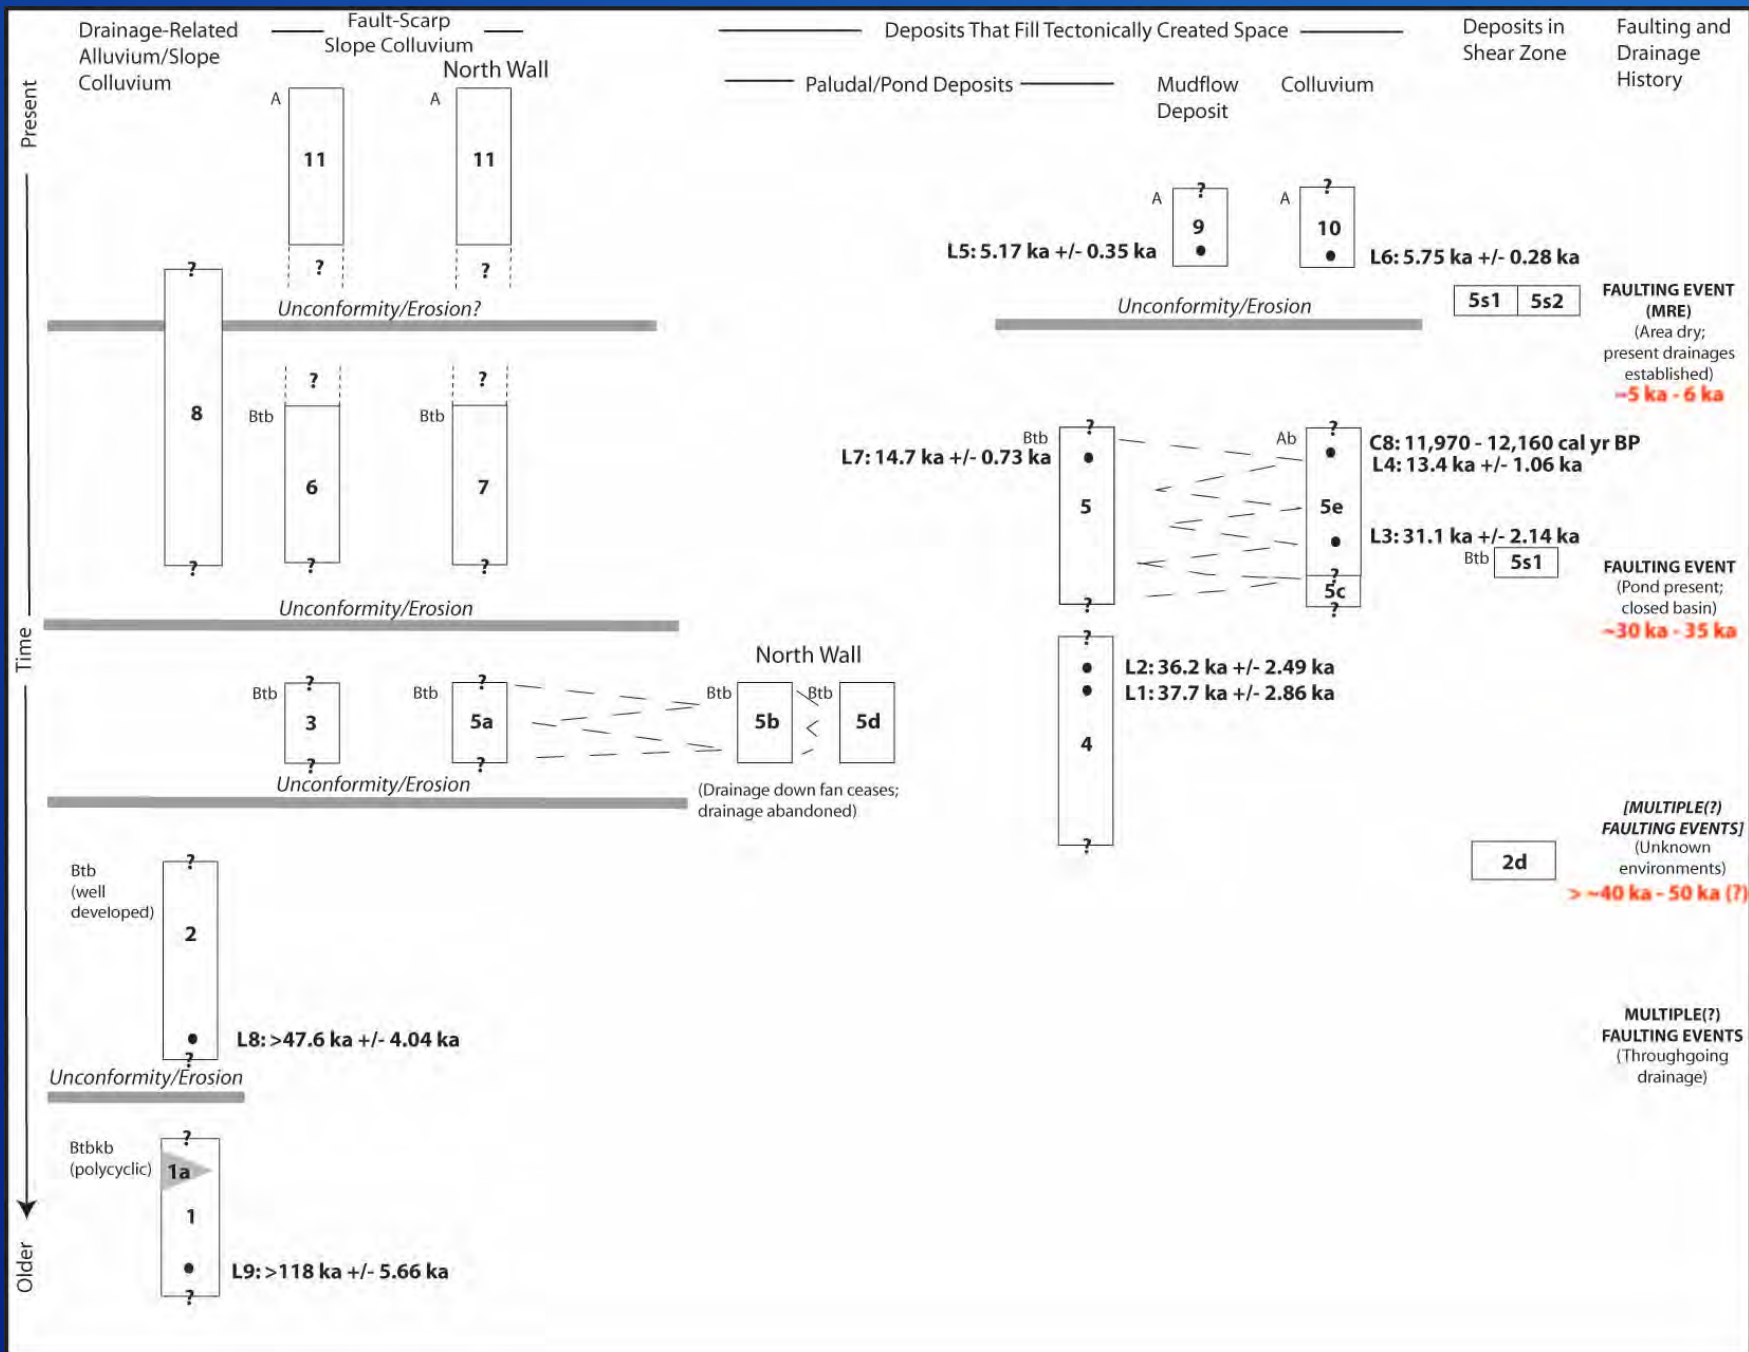 Drainage-Related
Alluvium/Slope
Colluvium
Fault-Scarp
Slope Colluvium
North Wall
Deposits That Fill Tectonically Created Space
Paludal/Pond Deposits
Mudflow
Deposit
Colluvium
Deposits in
Shear Zone
Faulting and
Drainage
History
Present
A
11
?
A
11
?
A
?
9
A
?
10
L5: 5.17 ka +/- 0.35 ka
L6: 5.75 ka +/- 0.28 ka
?
8
?
Unconformity/Erosion?
Unconformity/Erosion
5s1
5s2
FAULTING EVENT
(MRE)
(Area dry;
present drainages
established)
~5 ka - 6 ka
?
Btb
6
?
?
Btb
7
?
Btb
?
5
?
L7: 14.7 ka +/- 0.73 ka
Ab
?
5e
?
5c
?
C8: 11,970 - 12,160 cal yr BP
L4: 13.4 ka +/- 1.06 ka
L3: 31.1 ka +/- 2.14 ka
Btb
5s1
FAULTING EVENT
(Pond present;
closed basin)
~30 ka - 35 ka
Unconformity/Erosion
Time
North Wall
Btb
?
3
?
Btb
?
5a
?
Btb
5b
Btb
5d
?
4
?
L2: 36.2 ka +/- 2.49 ka
L1: 37.7 ka +/- 2.86 ka
Unconformity/Erosion
(Drainage down fan ceases;
drainage abandoned)
[MULTIPLE(?)
FAULTING EVENTS]
(Unknown
environments)
> ~40 ka - 50 ka (?)
2d
Btb
(well
developed)
?
2
?
L8: >47.6 ka +/- 4.04 ka
MULTIPLE(?)
FAULTING EVENTS
(Throughgoing
drainage)
Unconformity/Erosion
Btbkb
(polycyclic)
?
1a
1
?
L9: >118 ka +/- 5.66 ka
Older